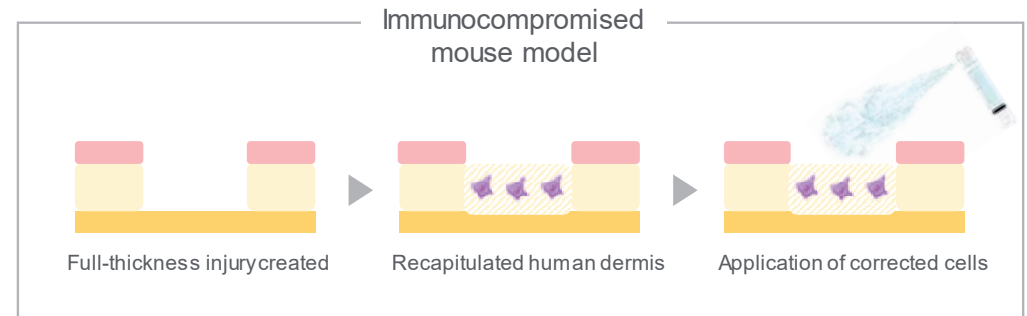 Immunocompromised
mouse model
Full-thickness injury created
Recapitulated human dermis
Application of corrected cells